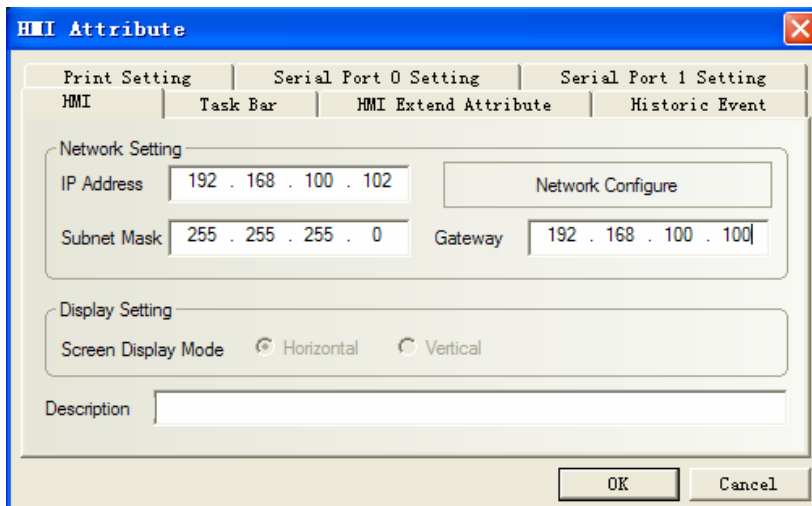 HMI Attribute
Print Setting Serial Port 0 Setting Serial Port 1 Setting
HMI Task Bar HMI Extend Attribute Historic Event
Network Setting
IP Address 192 . 168 . 100 . 102 Network Configure
Subnet Mask 255 . 255 . 255 . 0 Gateway 192 . 168 . 100 . 100
Display Setting
Screen Display Mode Horizontal Vertical
Description
OK Cancel